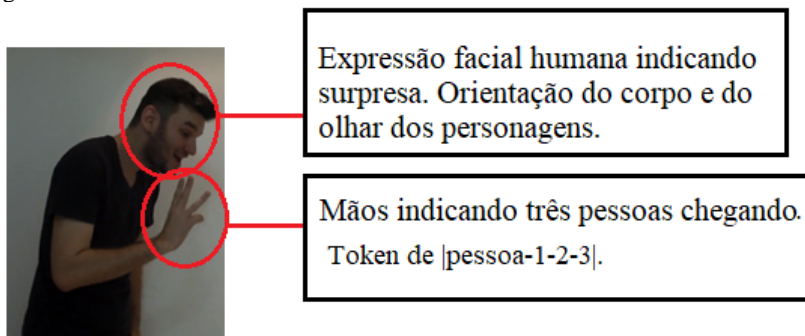 Expressão facial humana indicando
surpresa. Orientação do corpo e do
olhar dos personagens.
Mãos indicando três pessoas chegando.
Token de |pessoa-1-2-3|.